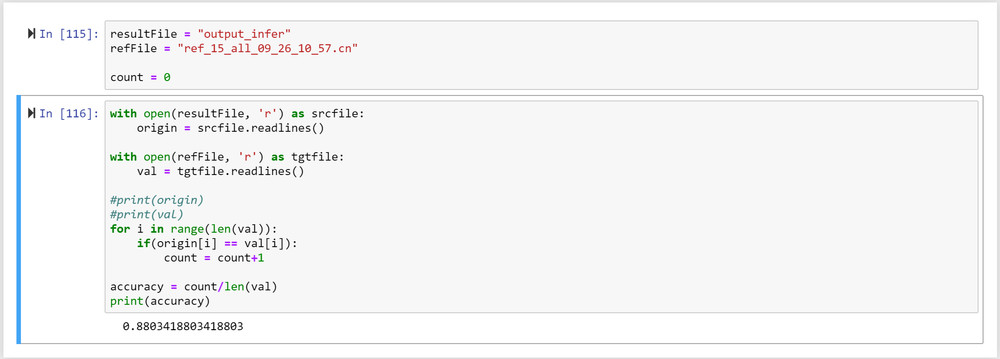 In [115]:
resultFile = "output_infer"
refFile = "ref_15_all_09_26_10_57.cn"
count = 0
In [116]:
with open(resultFile, 'r') as srcfile:
    origin = srcfile.readlines()
with open(refFile, 'r') as tgtfile:
    val = tgtfile.readlines()
#print(origin)
#print(val)
for i in range(len(val)):
    if(origin[i] == val[i]):
        count = count+1
accuracy = count/len(val)
print(accuracy)
0.8803418803418803